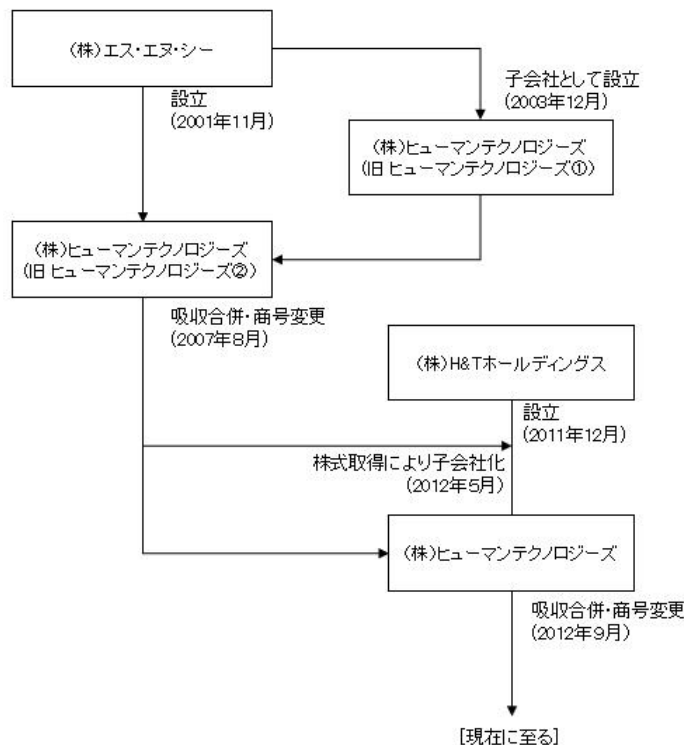 (株)エス・エヌ・シー
設立
(2001年11月)
子会社として設立
(2003年12月)
(株)ヒューマンテクノロジーズ
(旧 ヒューマンテクノロジーズ①)
(株)ヒューマンテクノロジーズ
(旧 ヒューマンテクノロジーズ②)
吸収合併・商号変更
(2007年8月)
(株)H&Tホールディングス
設立
(2011年12月)
株式取得により子会社化
(2012年5月)
(株)ヒューマンテクノロジーズ
吸収合併・商号変更
(2012年9月)
[現在に至る]